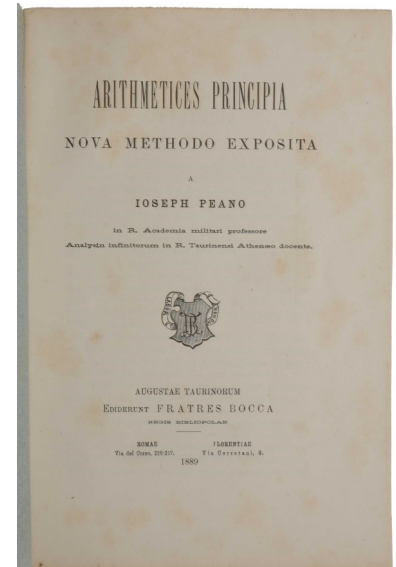 ARITHMETICES PRINCIPIA
NOVA METHODO EXPOSITA
A
IOSEPH PEANO
in R. Academia militari professore
Analysin infinitorum in R. Taurinensi Athenæo docente.
AUGUSTAE TAURINORUM
EDIDERUNT FRATRES BOCCA
REGIS BIBLIOPOLAE
ROMAE FLORENTIAE
Via del Corso, 216-217. Via Cerretani, 8.
1889